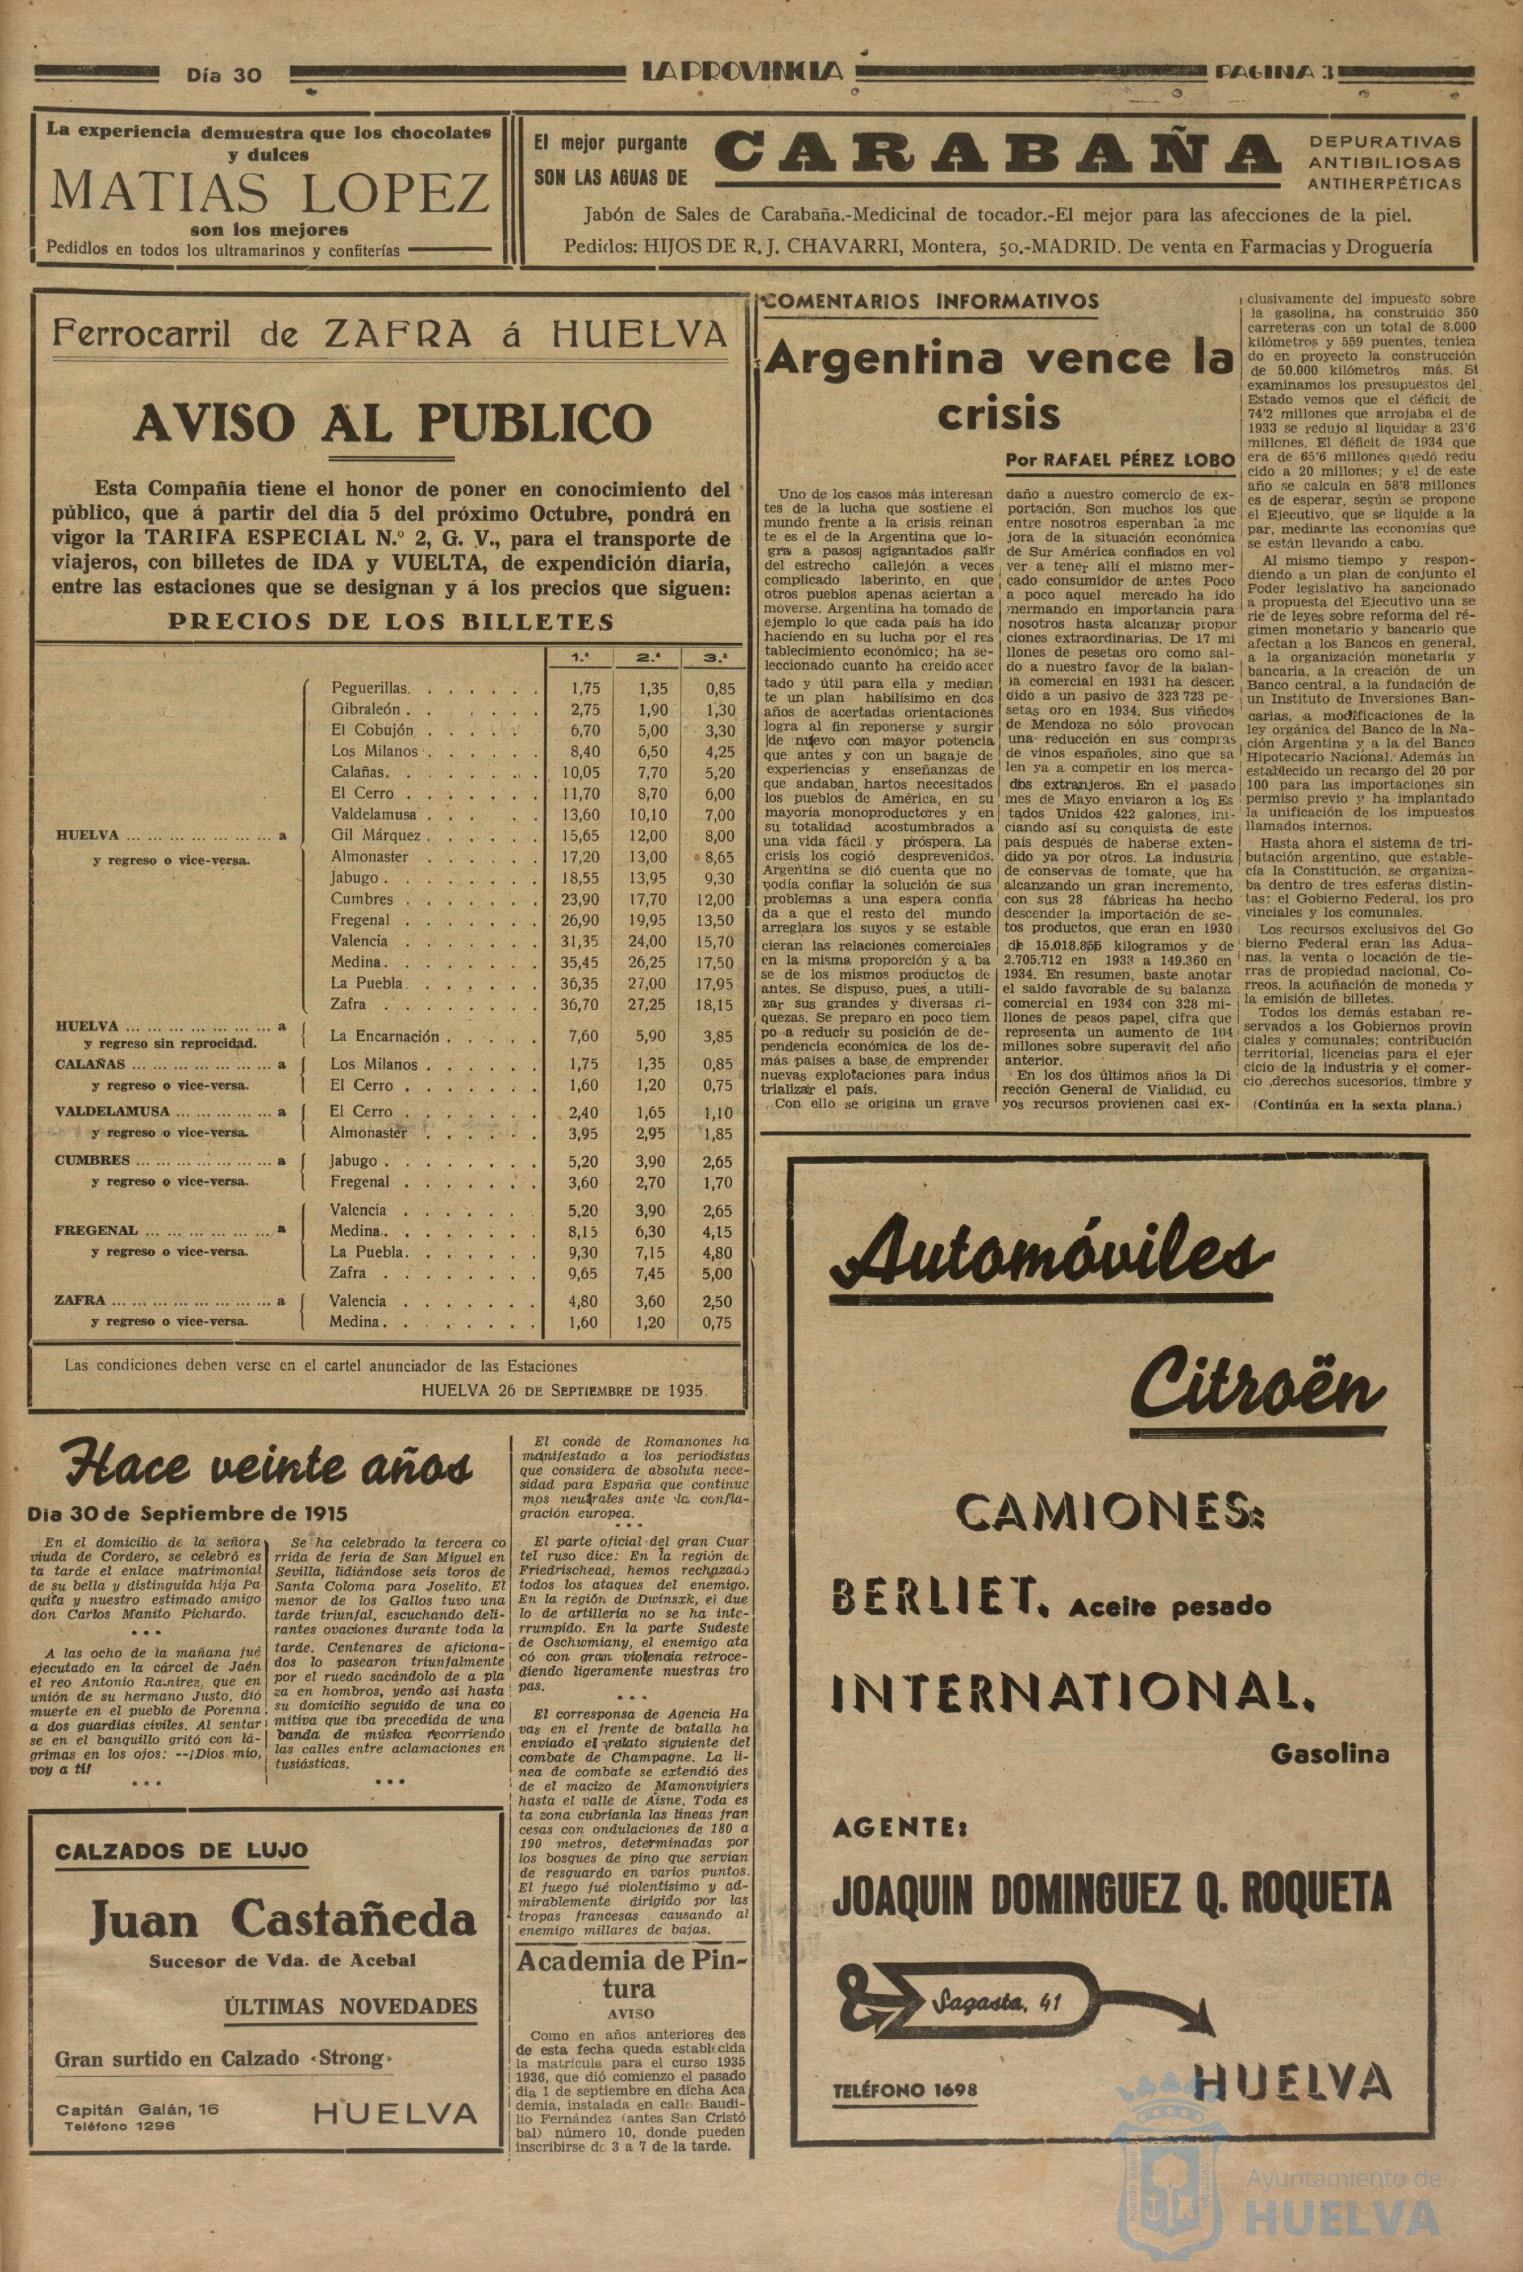 Día 30
LA PROVINCIA
PAGINA 3
La experiencia demuestra que los chocolates
y dulces
MATIAS LOPEZ
son los mejores
Pedidlos en todos los ultramarinos y confiterías
El mejor purgante
SON LAS AGUAS DE
CARABAÑA
DEPURATIVAS
ANTIBILIOSAS
ANTIHERPÉTICAS
Jabón de Sales de Carabaña.-Medicinal de tocador.-El mejor para las afecciones de la piel.
Pedidos: HIJOS DE R. J. CHAVARRI, Montera, 50.-MADRID. De venta en Farmacias y Droguería
Ferrocarril de ZAFRA á HUELVA
AVISO AL PUBLICO
Esta Compañia tiene el honor de poner en conocimiento del
público, que á partir del día 5 del próximo Octubre, pondrá en
vigor la TARIFA ESPECIAL N.º 2, G. V., para el transporte de
viajeros, con billetes de IDA y VUELTA, de expendición diaria,
entre las estaciones que se designan y á los precios que siguen:
PRECIOS DE LOS BILLETES
1.ª 2.ª 3.ª
Peguerillas. . . . . . . 1,75 1,35 0,85
Gibraleón . . . . . . . 2,75 1,90 1,30
El Cobujón . . . . . . 6,70 5,00 3,30
Los Milanos . . . . . . 8,40 6,50 4,25
Calañas. . . . . . . . 10,05 7,70 5,20
El Cerro . . . . . . . 11,70 8,70 6,00
Valdelamusa . . . . . . 13,60 10,10 7,00
HUELVA ... ... ... ... ... ... ... a Gil Márquez . . . . . . 15,65 12,00 8,00
y regreso o vice-versa. Almonaster . . . . . . 17,20 13,00 8,65
Jabugo . . . . . . . . 18,55 13,95 9,30
Cumbres . . . . . . . 23,90 17,70 12,00
Fregenal . . . . . . . 26,90 19,95 13,50
Valencia . . . . . . . 31,35 24,00 15,70
Medina. . . . . . . . 35,45 26,25 17,50
La Puebla. . . . . . . 36,35 27,00 17,95
Zafra . . . . . . . . 36,70 27,25 18,15
HUELVA ... ... ... ... ... ... ... a
y regreso sin reprocidad. La Encarnación . . . . . 7,60 5,90 3,85
CALAÑAS ... ... ... ... ... ... ... a Los Milanos . . . . . . 1,75 1,35 0,85
y regreso o vice-versa. El Cerro . . . . . . . 1,60 1,20 0,75
VALDELAMUSA ... ... ... ... ... a El Cerro . . . . . . . 2,40 1,65 1,10
y regreso o vice-versa. Almonaster . . . . . . 3,95 2,95 1,85
CUMBRES ... ... ... ... ... ... ... a Jabugo . . . . . . . . 5,20 3,90 2,65
y regreso o vice-versa. Fregenal . . . . . . . 3,60 2,70 1,70
Valencia . . . . . . . 5,20 3,90 2,65
FREGENAL ... ... ... ... ... ... a Medina. . . . . . . . 8,15 6,30 4,15
y regreso o vice-versa. La Puebla. . . . . . . 9,30 7,15 4,80
Zafra . . . . . . . . 9,65 7,45 5,00
ZAFRA ... ... ... ... ... ... ... ... a Valencia . . . . . . . 4,80 3,60 2,50
y regreso o vice-versa. Medina. . . . . . . . 1,60 1,20 0,75
Las condiciones deben verse en el cartel anunciador de las Estaciones
HUELVA 26 DE SEPTIEMBRE DE 1935.
COMENTARIOS INFORMATIVOS
Argentina vence la
crisis
Por RAFAEL PÉREZ LOBO
Uno de los casos más interesan
tes de la lucha que sostiene el
mundo frente a la crisis reinan
te es el de la Argentina que lo-
gra a pasos agigantados salir
del estrecho callejón a veces
complicado laberinto, en que
otros pueblos apenas aciertan a
moverse. Argentina ha tomado de
ejemplo lo que cada país ha ido
haciendo en su lucha por el res
tablecimiento económico; ha se-
leccionado cuanto ha creido acer
tado y útil para ella y median
te un plan habilísimo en dos
años de acertadas orientaciones
logra al fin reponerse y surgir
de nuevo con mayor potencia
que antes y con un bagaje de
experiencias y enseñanzas de
que andaban, hartos necesitados
los pueblos de América, en su
mayoría monoproductores y en
su totalidad acostumbrados a
una vida fácil y próspera. La
crisis los cogió desprevenidos.
Argentina se dió cuenta que no
podía confiar la solución de sus
problemas a una espera confia
da a que el resto del mundo
arreglara los suyos y se estable
cieran las relaciones comerciales
en la misma proporción y a ba
se de los mismos productos de
antes. Se dispuso, pues, a utili-
zar sus grandes y diversas ri-
quezas. Se preparo en poco tiem
po a reducir su posición de de-
pendencia económica de los de-
más países a base de emprender
nuevas explotaciones para indus
trializar el país.
Con ello se origina un grave
daño a nuestro comercio de ex-
portación. Son muchos los que
entre nosotros esperaban la me
jora de la situación económica
de Sur América confiados en vol
ver a tener allí el mismo mer-
cado consumidor de antes. Poco
a poco aquel mercado ha ido
mermando en importancia para
nosotros hasta alcanzar propor
ciones extraordinarias. De 17 mi
llones de pesetas oro como sal-
do a nuestro favor de la balan-
za comercial en 1931 ha descen
dido a un pasivo de 323 723 pe-
setas oro en 1934. Sus viñedos
de Mendoza no sólo provocan
una reducción en sus compras
de vinos españoles, sino que sa
len ya a competir en los merca-
dos extranjeros. En el pasado
mes de Mayo enviaron a los Es
tados Unidos 422 galones, ini-
ciando así su conquista de este
país después de haberse exten-
dido ya por otros. La industria
de conservas de tomate, que ha
alcanzando un gran incremento,
con sus 28 fábricas ha hecho
descender la importación de se-
tos productos, que eran en 1930
de 15.018.855 kilogramos y de
2.705.712 en 1933 a 149.360 en
1934. En resumen, baste anotar
el saldo favorable de su balanza
comercial en 1934 con 328 mi-
llones de pesos papel, cifra que
representa un aumento de 104
millones sobre superavit del año
anterior.
En los dos últimos años la Di
rección General de Vialidad, cu
yos recursos provienen casi ex-
clusivamente del impuesto sobre
la gasolina, ha construído 350
carreteras con un total de 8.000
kilómetros y 559 puentes, tenien
do en proyecto la construcción
de 50.000 kilómetros más. Si
examinamos los presupuestos del
Estado vemos que el déficit de
74'2 millones que arrojaba el de
1933 se redujo al liquidar a 23'6
millones. El déficit de 1934 que
era de 65'6 millones quedó redu
cido a 20 millones; y el de este
año se calcula en 58'8 millones
es de esperar, según se propone
el Ejecutivo, que se liquide a la
par, mediante las economías que
se están llevando a cabo.
Al mismo tiempo y respon-
diendo a un plan de conjunto el
Poder legislativo ha sancionado
a propuesta del Ejecutivo una se
rie de leyes sobre reforma del ré-
gimen monetario y bancario que
afectan a los Bancos en general,
a la organización monetaria y
bancaria, a la creación de un
Banco central, a la fundación de
un Instituto de Inversiones Ban-
carias, a modificaciones de la
ley orgánica del Banco de la Na-
ción Argentina y a la del Banco
Hipotecario Nacional. Además ha
establecido un recargo del 20 por
100 para las importaciones sin
permiso previo y ha implantado
la unificación de los impuestos
llamados internos.
Hasta ahora el sistema de tri-
butación argentino, que estable-
cía la Constitución, se organiza-
ba dentro de tres esferas distin-
tas: el Gobierno Federal, los pro
vinciales y los comunales.
Los recursos exclusivos del Go
bierno Federal eran las Adua-
nas, la venta o locación de tie-
rras de propiedad nacional, Co-
rreos, la acuñación de moneda y
la emisión de billetes.
Todos los demás estaban re-
servados a los Gobiernos provin
ciales y comunales; contribución
territorial, licencias para el ejer
cicio de la industria y el comer-
cio ,derechos sucesorios, timbre y
(Continúa en la sexta plana.)
Hace veinte años
Dia 30 de Septiembre de 1915
En el domicilio de la señora
viuda de Cordero, se celebró es
ta tarde el enlace matrimonial
de su bella y distinguida hija Pa
quita y nuestro estimado amigo
don Carlos Manito Pichardo.
* * *
A las ocho de la mañana fué
ejecutado en la cárcel de Jaén
el reo Antonio Ramírez, que en
unión de su hermano Justo, dió
muerte en el pueblo de Porenna
a dos guardias civiles. Al sentar
se en el banquillo gritó con lá-
grimas en los ojos: --¡Dios mío,
voy a ti!
* * *
Se ha celebrado la tercera co
rrida de feria de San Miguel en
Sevilla, lidiándose seis toros de
Santa Coloma para Joselito. El
menor de los Gallos tuvo una
tarde triunfal, escuchando deli-
rantes ovaciones durante toda la
tarde. Centenares de aficiona-
dos lo pasearon triunfalmente
por el ruedo sacándolo de a pla
za en hombros, yendo así hasta
su domicilio seguido de una co
mitiva que iba precedida de una
banda de música recorriendo
las calles entre aclamaciones en
tusiásticas.
* * *
El conde de Romanones ha
manifestado a los periodistas
que considera de absoluta nece-
sidad para España que continue
mos neutrales ante la confla-
gración europea.
* * *
El parte oficial del gran Cuar
tel ruso dice: En la región de
Friedrischead, hemos rechazado
todos los ataques del enemigo.
En la región de Dwinsxk, el due
lo de artillería no se ha inte-
rrumpido. En la parte Sudeste
de Oschwmiany, el enemigo ata
có con gran violencia retroce-
diendo ligeramente nuestras tro
pas.
* * *
El corresponsa de Agencia Ha
vas en el frente de batalla ha
enviado el relato siguiente del
combate de Champagne. La lí-
nea de combate se extendió des
de el macizo de Mamonviyiers
hasta el valle de Aisne. Toda es
ta zona cubríanla las líneas fran
cesas con ondulaciones de 180 a
190 metros, determinadas por
los bosques de pino que servían
de resguardo en varios puntos.
El fuego fué violentísimo y ad-
mirablemente dirigido por las
tropas francesas causando al
enemigo millares de bajas.
Academia de Pin-
tura
AVISO
Como en años anteriores des
de esta fecha queda establecida
la matrícula para el curso 1935
1936, que dió comienzo el pasado
dia 1 de septiembre en dicha Aca
demia, instalada en calle Baudi-
lio Fernández (antes San Cristó
bal) número 10, donde pueden
inscribirse de 3 a 7 de la tarde.
CALZADOS DE LUJO
Juan Castañeda
Sucesor de Vda. de Acebal
ÚLTIMAS NOVEDADES
Gran surtido en Calzado «Strong»
Capitán Galán, 16
Teléfono 1296
HUELVA
Automóviles
Citroën
CAMIONES:
BERLIET. Aceite pesado
INTERNATIONAL.
Gasolina
AGENTE:
JOAQUIN DOMINGUEZ Q. ROQUETA
Sagasta, 41
TELÉFONO 1698
HUELVA
Ayuntamiento de
HUELVA